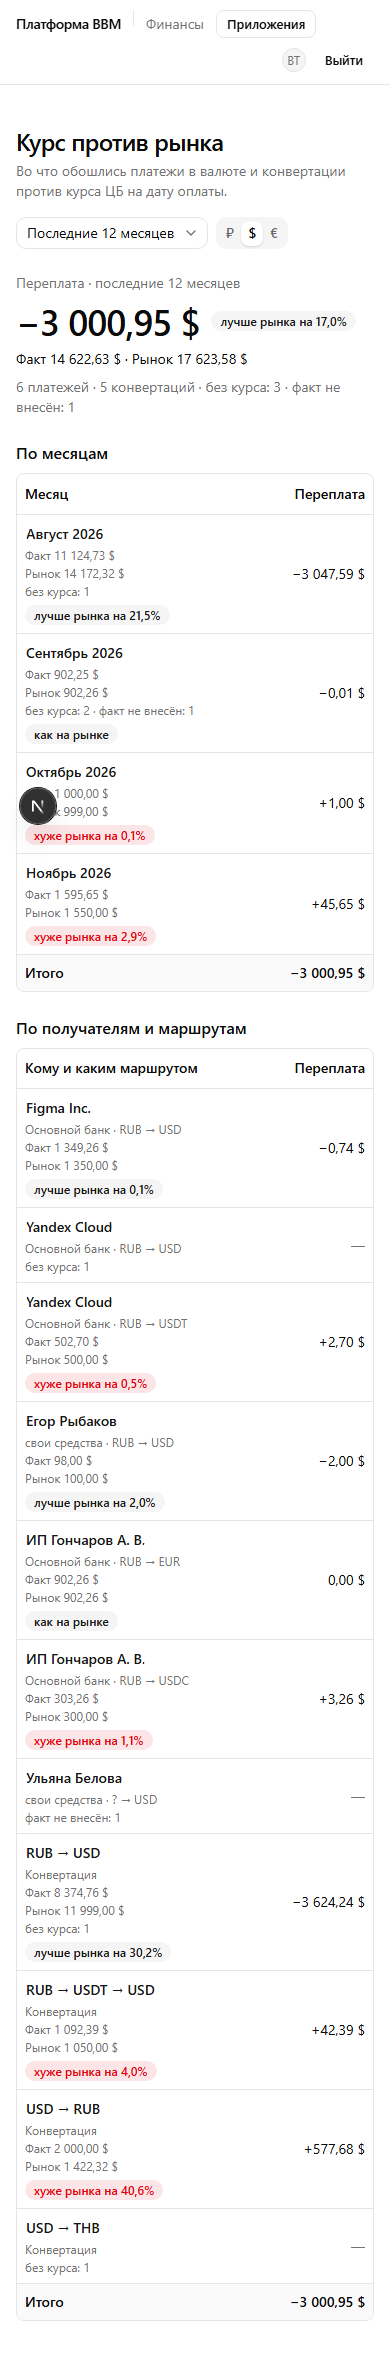 Платформа BBM
Финансы
Приложения
ВТ
Выйти
Курс против рынка
Во что обошлись платежи в валюте и конвертации
против курса ЦБ на дату оплаты.
Последние 12 месяцев
₽ $ €
Переплата · последние 12 месяцев
−3 000,95 $
лучше рынка на 17,0%
Факт 14 622,63 $ · Рынок 17 623,58 $
6 платежей · 5 конвертаций · без курса: 3 · факт не
внесён: 1
По месяцам
Месяц Переплата
Август 2026
Факт 11 124,73 $
Рынок 14 172,32 $
−3 047,59 $
без курса: 1
лучше рынка на 21,5%
Сентябрь 2026
Факт 902,25 $
Рынок 902,26 $
−0,01 $
без курса: 2 · факт не внесён: 1
как на рынке
Октябрь 2026
1 000,00 $
+1,00 $
999,00 $
хуже рынка на 0,1%
Ноябрь 2026
Факт 1 595,65 $
+45,65 $
Рынок 1 550,00 $
хуже рынка на 2,9%
Итого −3 000,95 $
По получателям и маршрутам
Кому и каким маршрутом Переплата
Figma Inc.
Основной банк · RUB → USD
Факт 1 349,26 $
−0,74 $
Рынок 1 350,00 $
лучше рынка на 0,1%
Yandex Cloud
Основной банк · RUB → USD
—
без курса: 1
Yandex Cloud
Основной банк · RUB → USDT
Факт 502,70 $
+2,70 $
Рынок 500,00 $
хуже рынка на 0,5%
Егор Рыбаков
свои средства · RUB → USD
Факт 98,00 $
−2,00 $
Рынок 100,00 $
лучше рынка на 2,0%
ИП Гончаров А. В.
Основной банк · RUB → EUR
Факт 902,26 $
0,00 $
Рынок 902,26 $
как на рынке
ИП Гончаров А. В.
Основной банк · RUB → USDC
Факт 303,26 $
+3,26 $
Рынок 300,00 $
хуже рынка на 1,1%
Ульяна Белова
свои средства · ? → USD
—
факт не внесён: 1
RUB → USD
Конвертация
Факт 8 374,76 $
Рынок 11 999,00 $
−3 624,24 $
без курса: 1
лучше рынка на 30,2%
RUB → USDT → USD
Конвертация
Факт 1 092,39 $
+42,39 $
Рынок 1 050,00 $
хуже рынка на 4,0%
USD → RUB
Конвертация
Факт 2 000,00 $
+577,68 $
Рынок 1 422,32 $
хуже рынка на 40,6%
USD → THB
Конвертация
—
без курса: 1
Итого −3 000,95 $